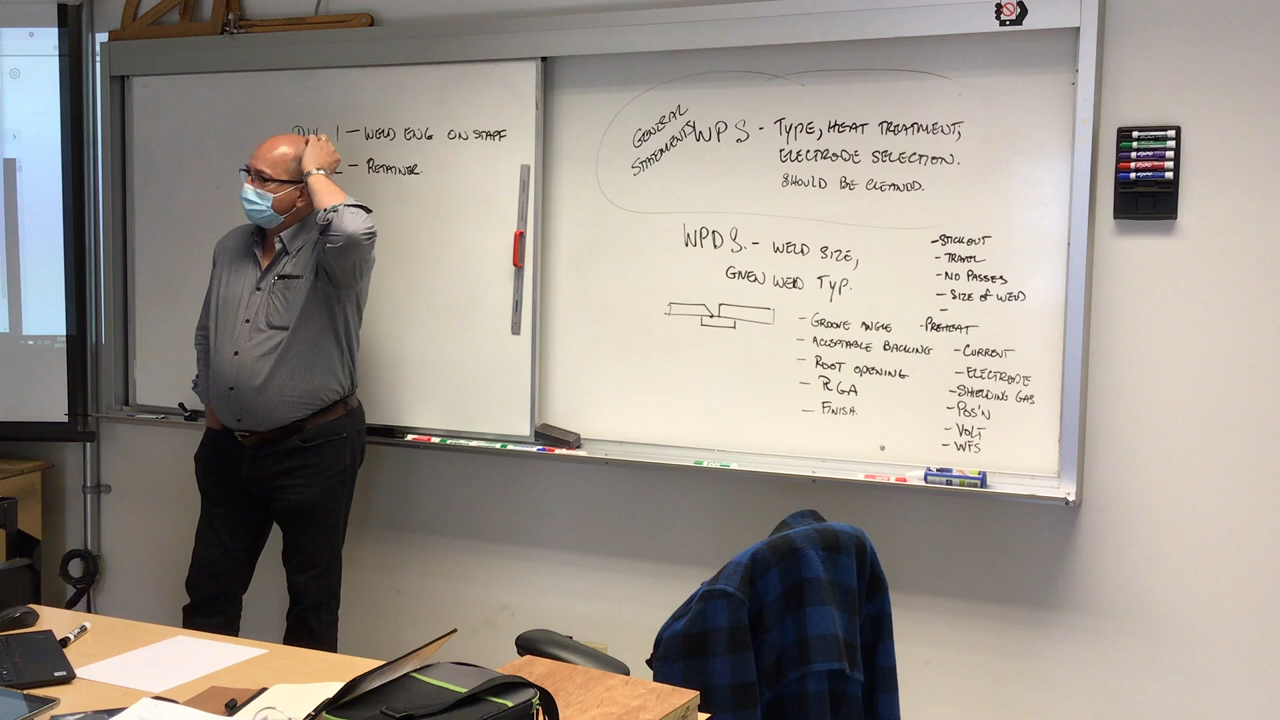 DIV. 1 - WELD ENG ON STAFF
2 - RETAINER.
GENERAL
STATEMENTS
WPS - TYPE, HEAT TREATMENT,
ELECTRODE SELECTION.
SHOULD BE CLEANED.
WPDS. - WELD SIZE,
GIVEN WELD TYP.
- GROOVE ANGLE
- ACCEPTABLE BACKING
- ROOT OPENING
- RGA
- FINISH.
- STICKOUT
- TRAVEL
- NO PASSES
- SIZE OF WELD
-
- PREHEAT
- CURRENT
- ELECTRODE
- SHIELDING GAS
- POS'N
- VOLT
- WFS